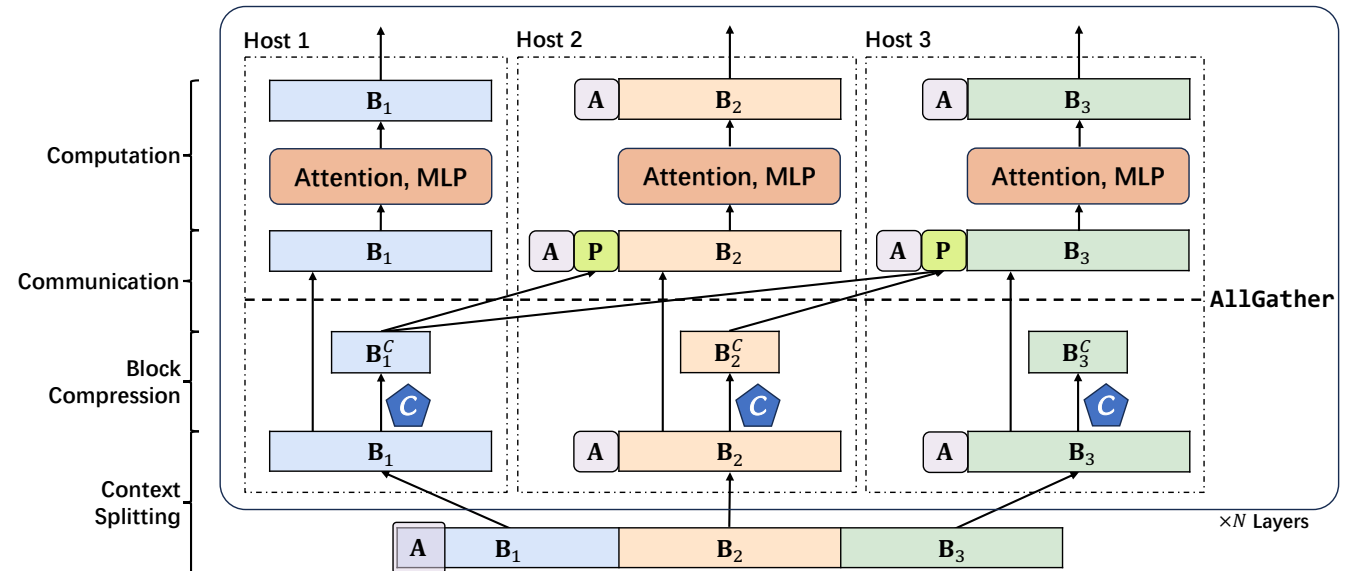 Host 1
Host 2
Host 3
B₁
A
B₂
A
B₃
Computation
Attention, MLP
Attention, MLP
Attention, MLP
B₁
A
P
B₂
A
P
B₃
Communication
AllGather
B₁ᶜ
B₂ᶜ
B₃ᶜ
Block
Compression
C
C
C
B₁
A
B₂
A
B₃
Context
Splitting
×N Layers
A
B₁
B₂
B₃